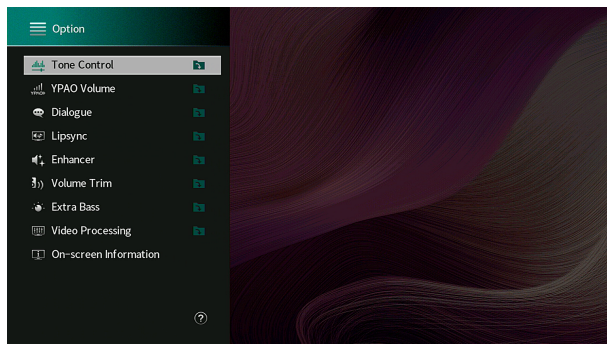 Option
Tone Control
YPAO Volume
Dialogue
Lipsync
Enhancer
Volume Trim
Extra Bass
Video Processing
On-screen Information
?